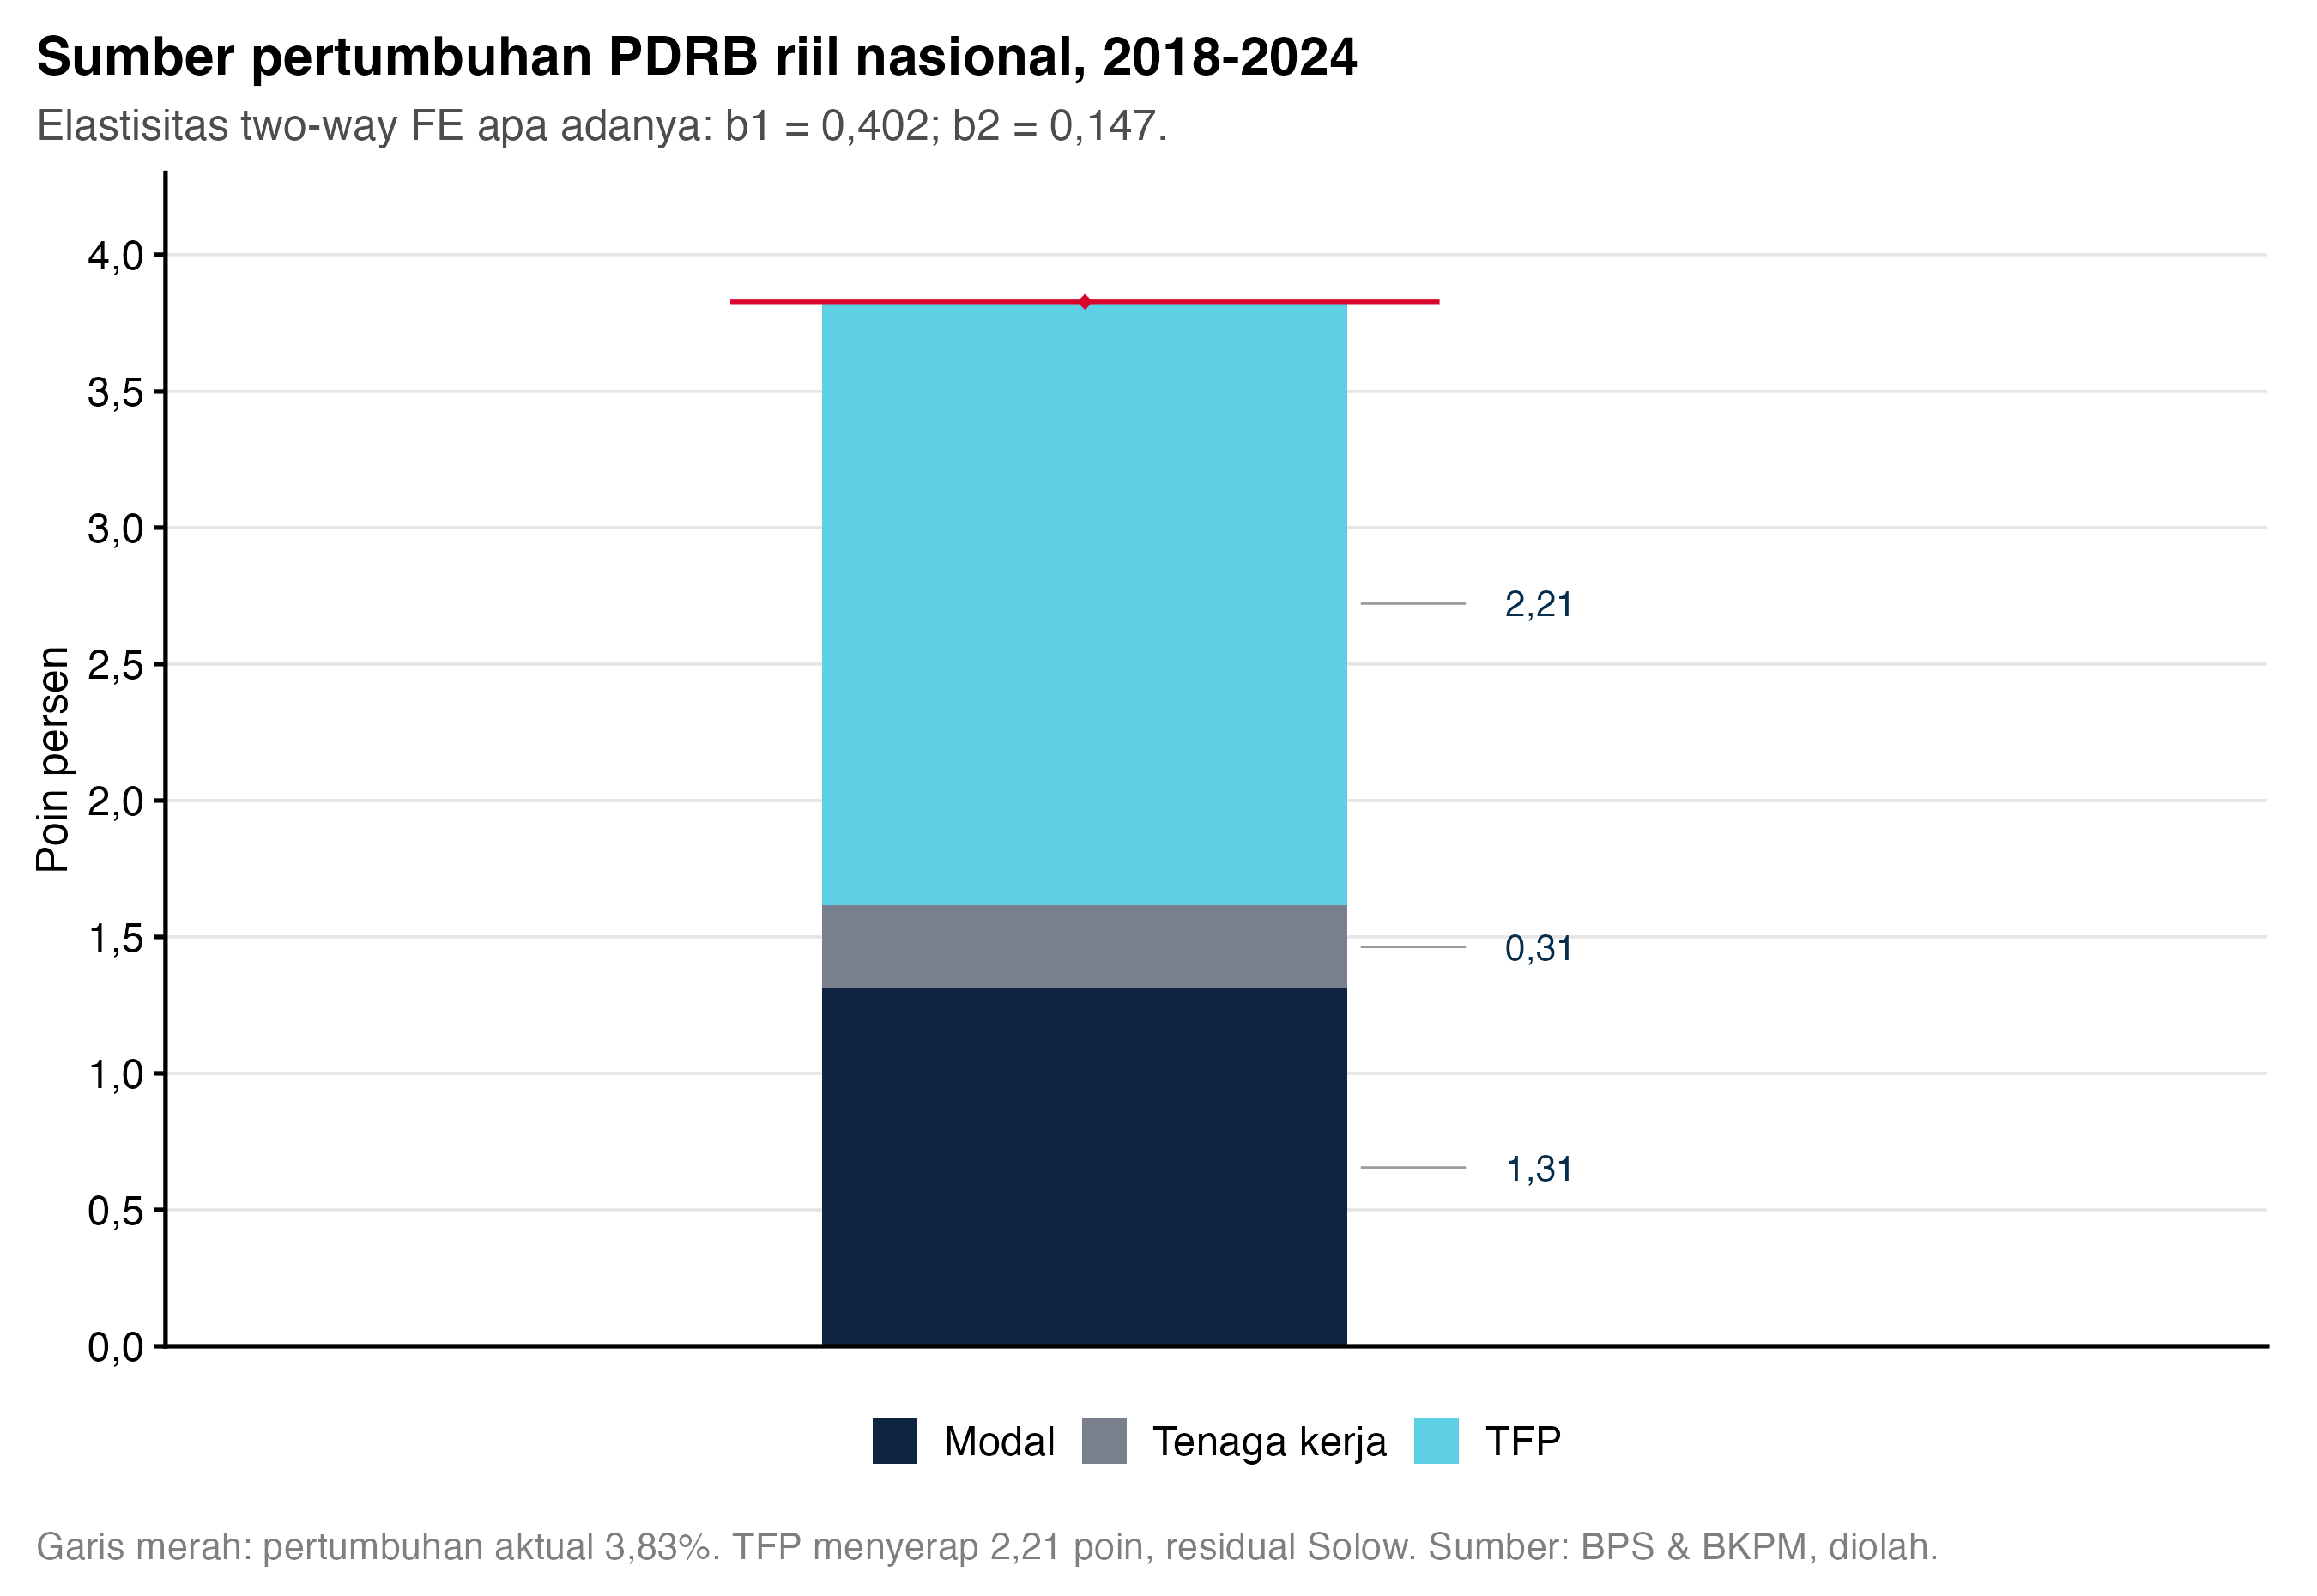 Sumber pertumbuhan PDRB riil nasional, 2018-2024
Elastisitas two-way FE apa adanya: b1 = 0,402; b2 = 0,147.
Poin persen
4,0
3,5
3,0
2,5
2,0
1,5
1,0
0,5
0,0
2,21
0,31
1,31
Modal
Tenaga kerja
TFP
Garis merah: pertumbuhan aktual 3,83%. TFP menyerap 2,21 poin, residual Solow. Sumber: BPS & BKPM, diolah.